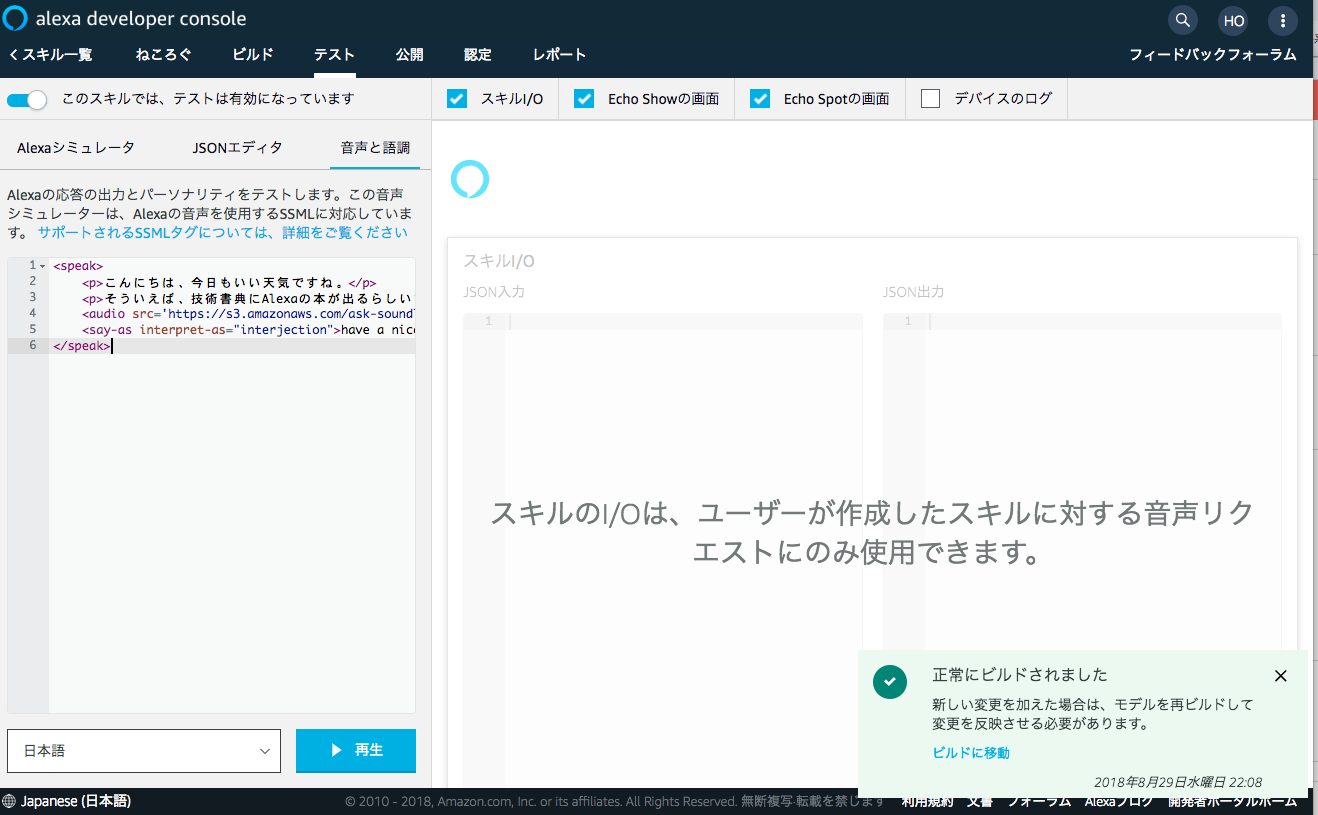 alexa developer console
HO
スキル一覧 ねころぐ ビルド テスト 公開 認定 レポート フィードバックフォーラム
このスキルでは、テストは有効になっています
スキルI/O Echo Showの画面 Echo Spotの画面 デバイスのログ
Alexaシミュレータ JSONエディタ 音声と語調
Alexaの応答の出力とパーソナリティをテストします。この音声
シミュレーターは、Alexaの音声を使用するSSMLに対応していま
す。 サポートされるSSMLタグについては、詳細をご覧ください
1 <speak>
2 <p>こんにちは、今日もいい天気ですね。</p>
3 <p>そういえば、技術書典にAlexaの本が出るらしい
4 <audio src='https://s3.amazonaws.com/ask-sound
5 <say-as interpret-as="interjection">have a nic
6 </speak>
スキルI/O
JSON入力 JSON出力
1 1
スキルのI/Oは、ユーザーが作成したスキルに対する音声リク
エストにのみ使用できます。
正常にビルドされました
新しい変更を加えた場合は、モデルを再ビルドして
変更を反映させる必要があります。
ビルドに移動
2018年8月29日水曜日 22:08
日本語 再生
Japanese (日本語) © 2010 - 2018, Amazon.com, Inc. or its affiliates. All Rights Reserved. 無断複写·転載を禁じます 利用規約 文書 フォーラム Alexaブログ 開発者ポータルホーム